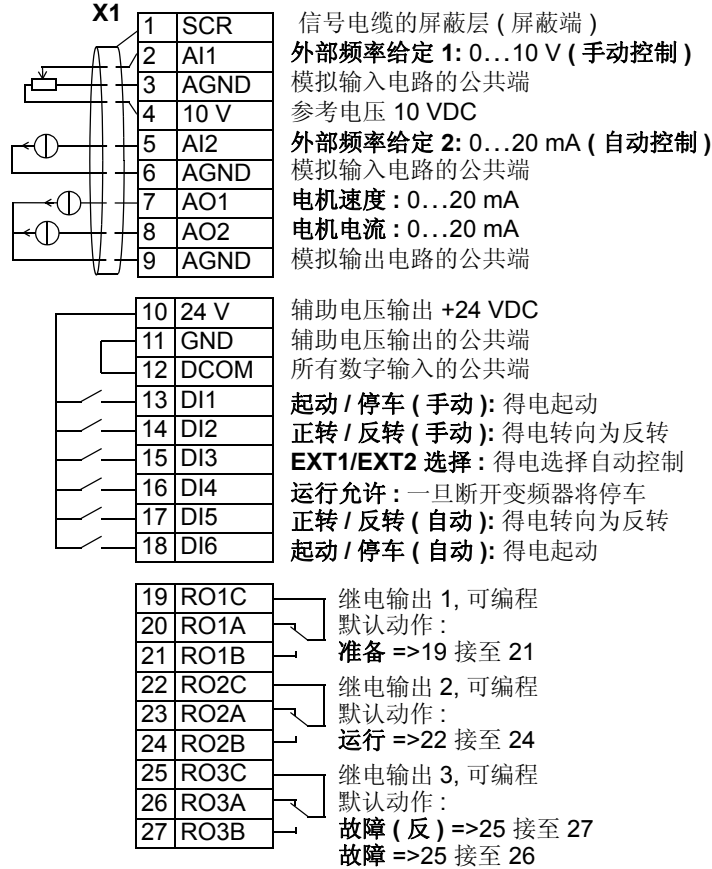 X1
1 SCR 信号电缆的屏蔽层 ( 屏蔽端 )
2 AI1 外部频率给定 1: 0…10 V ( 手动控制 )
3 AGND 模拟输入电路的公共端
4 10 V 参考电压 10 VDC
5 AI2 外部频率给定 2: 0…20 mA ( 自动控制 )
6 AGND 模拟输入电路的公共端
7 AO1 电机速度 : 0…20 mA
8 AO2 电机电流 : 0…20 mA
9 AGND 模拟输出电路的公共端
10 24 V 辅助电压输出 +24 VDC
11 GND 辅助电压输出的公共端
12 DCOM 所有数字输入的公共端
13 DI1 起动 / 停车 ( 手动 ): 得电起动
14 DI2 正转 / 反转 ( 手动 ): 得电转向为反转
15 DI3 EXT1/EXT2 选择 : 得电选择自动控制
16 DI4 运行允许 : 一旦断开变频器将停车
17 DI5 正转 / 反转 ( 自动 ): 得电转向为反转
18 DI6 起动 / 停车 ( 自动 ): 得电起动
19 RO1C 继电输出 1, 可编程
20 RO1A 默认动作 :
21 RO1B 准备 =>19 接至 21
22 RO2C 继电输出 2, 可编程
23 RO2A 默认动作 :
24 RO2B 运行 =>22 接至 24
25 RO3C 继电输出 3, 可编程
26 RO3A 默认动作 :
27 RO3B 故障 ( 反 ) =>25 接至 27
故障 =>25 接至 26